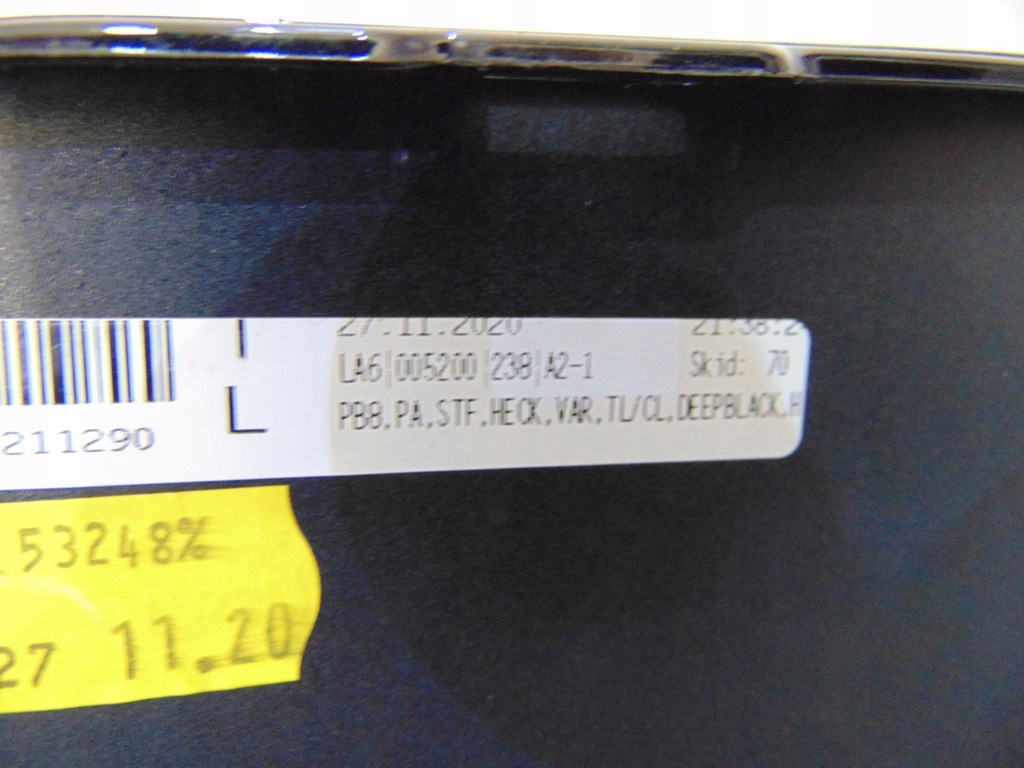 27.11.2020 21:38:2
LA6|005200|238|A2-1 Skid: 70
PB8,PA,STF,HECK,VAR,TL/CL,DEEPBLACK,H
L
211290
53248%
27 11.20